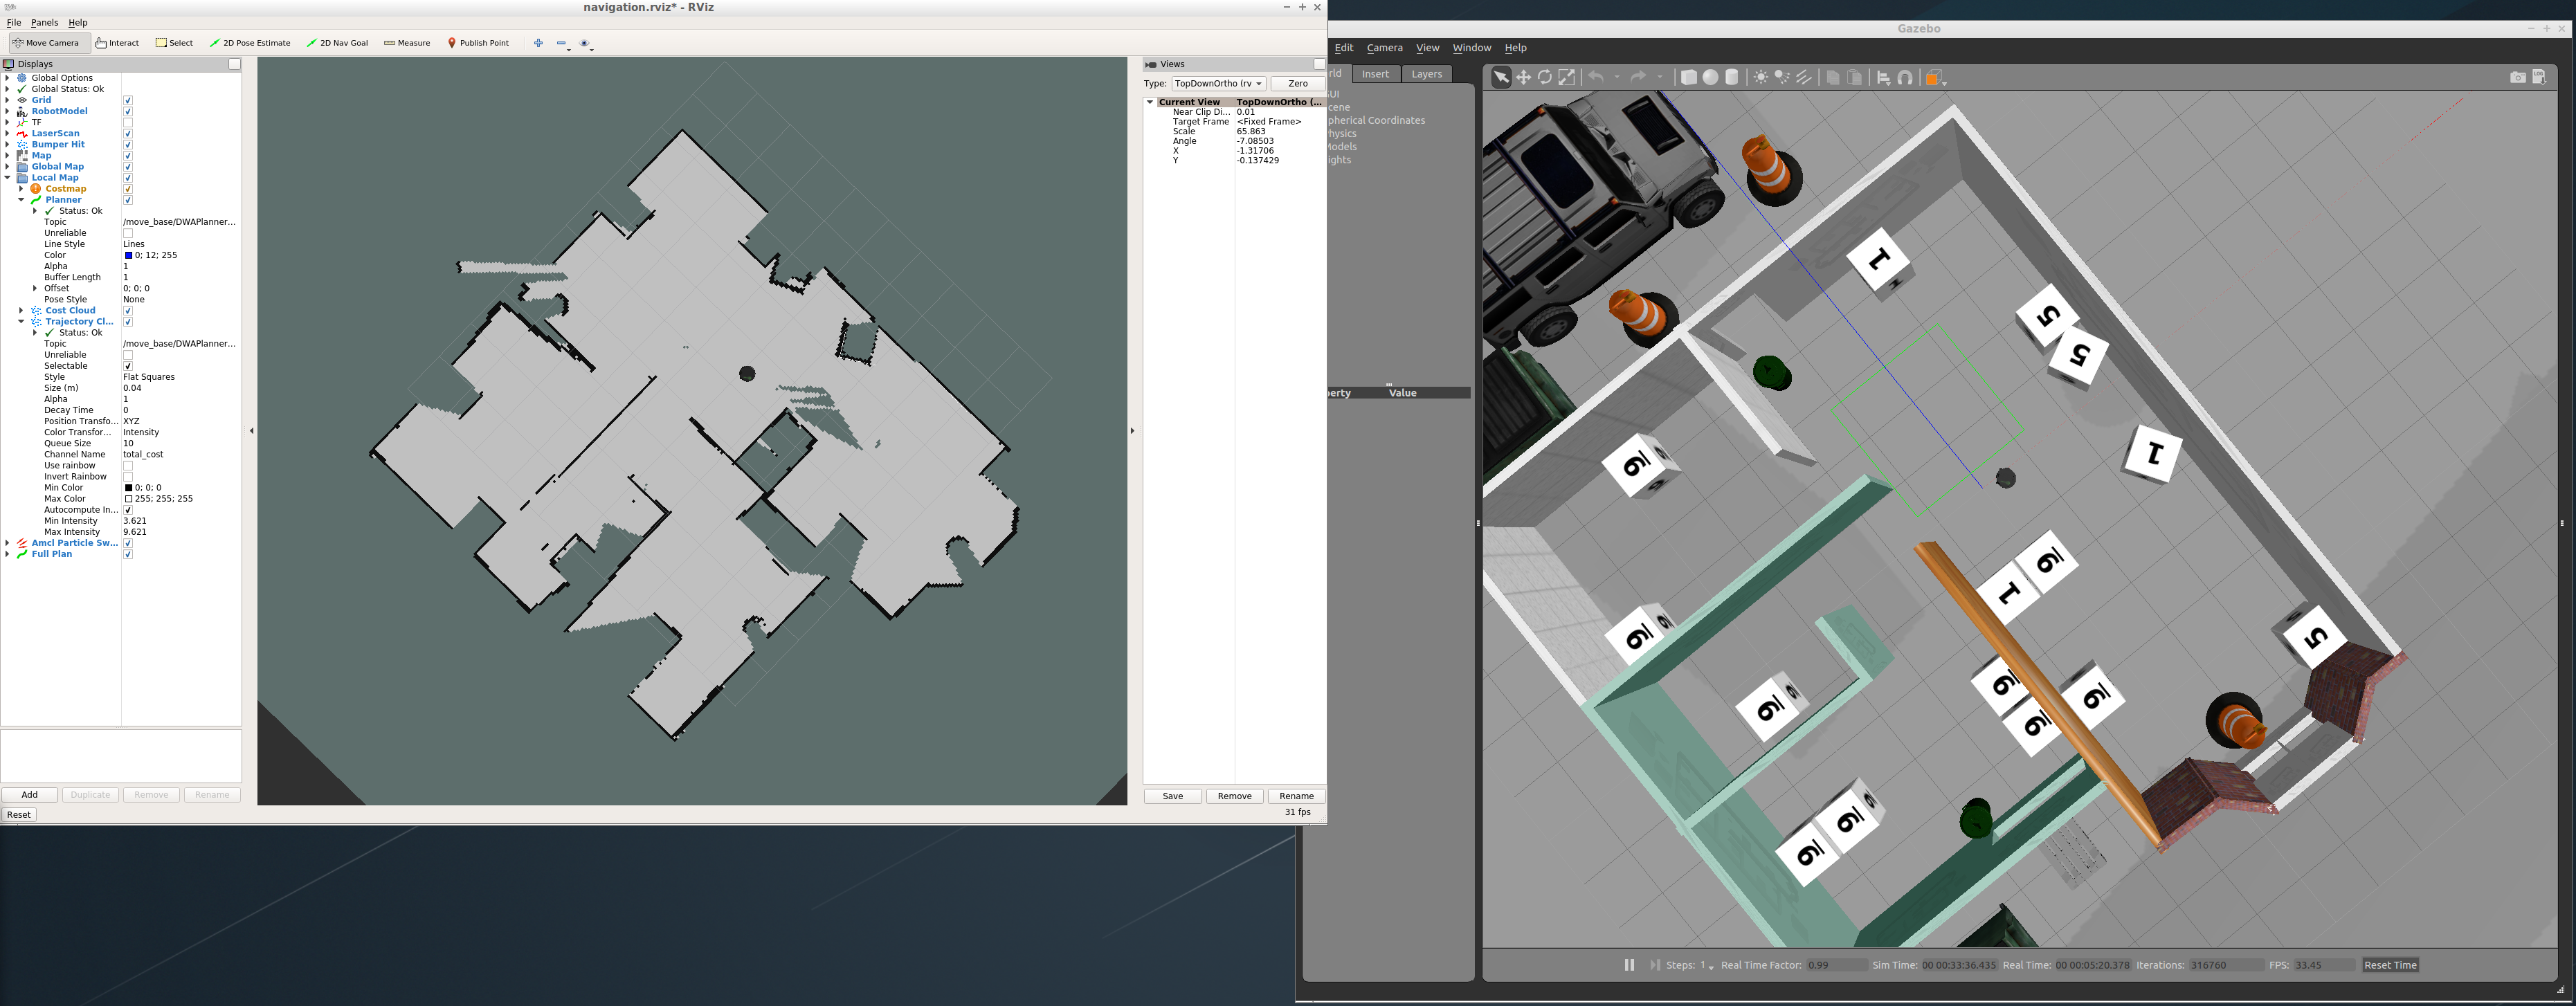 navigation.rviz* - RViz
File Panels Help
Move Camera Interact Select 2D Pose Estimate 2D Nav Goal Measure Publish Point
Displays
Global Options
Global Status: Ok
Grid
RobotModel
TF
LaserScan
Bumper Hit
Map
Global Map
Local Map
Costmap
Planner
Status: Ok
Topic /move_base/DWAPlanner...
Unreliable
Line Style Lines
Color 0; 12; 255
Alpha 1
Buffer Length 1
Offset 0; 0; 0
Pose Style None
Cost Cloud
Trajectory Cl...
Status: Ok
Topic /move_base/DWAPlanner...
Unreliable
Selectable
Style Flat Squares
Size (m) 0.04
Alpha 1
Decay Time 0
Position Transfo... XYZ
Color Transfor... Intensity
Queue Size 10
Channel Name total_cost
Use rainbow
Invert Rainbow
Min Color 0; 0; 0
Max Color 255; 255; 255
Autocompute In...
Min Intensity 3.621
Max Intensity 9.621
Amcl Particle Sw...
Full Plan
Add Duplicate Remove Rename
Reset
Views
Type: TopDownOrtho (rv Zero
Current View TopDownOrtho (...
Near Clip Di... 0.01
Target Frame <Fixed Frame>
Scale 65.863
Angle -7.08503
X -1.31706
Y -0.137429
Save Remove Rename
31 fps
Gazebo
Edit Camera View Window Help
rld Insert Layers
UI
cene
pherical Coordinates
hysics
Models
ights
erty Value
1
5
5
1
9
9
1
9
5
9
9
9
9
9
9
Steps: 1 Real Time Factor: 0.99 Sim Time: 00 00:33:36.435 Real Time: 00 00:05:20.378 Iterations: 316760 FPS: 33.45 Reset Time